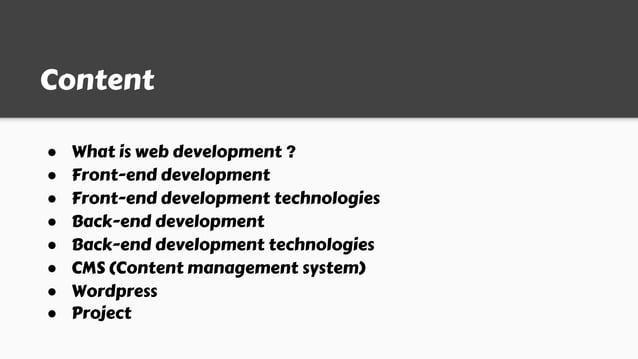 Content
● What is web development ?
● Front-end development
● Front-end development technologies
● Back-end development
● Back-end development technologies
● CMS (Content management system)
● Wordpress
● Project